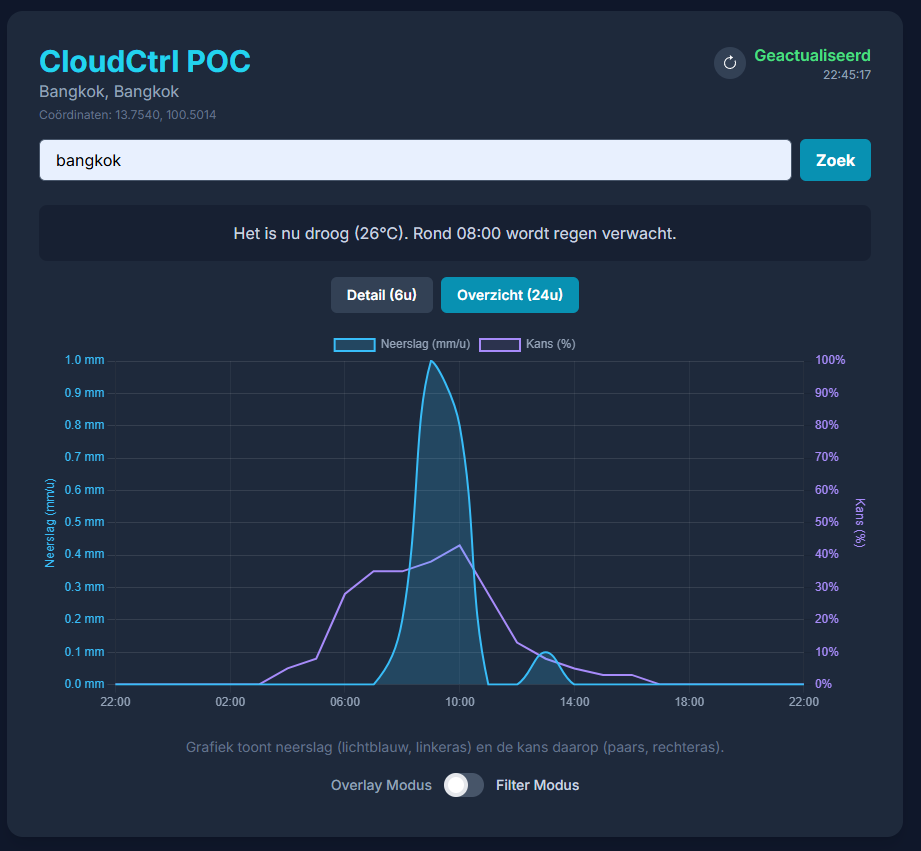 CloudCtrl POC
Geactualiseerd
22:45:17
Bangkok, Bangkok
Coördinaten: 13.7540, 100.5014
bangkok
Zoek
Het is nu droog (26°C). Rond 08:00 wordt regen verwacht.
Detail (6u)
Overzicht (24u)
Neerslag (mm/u)
Kans (%)
1.0 mm
0.9 mm
0.8 mm
0.7 mm
0.6 mm
0.5 mm
0.4 mm
0.3 mm
0.2 mm
0.1 mm
0.0 mm
Neerslag (mm/u)
100%
90%
80%
70%
60%
50%
40%
30%
20%
10%
0%
Kans (%)
22:00 02:00 06:00 10:00 14:00 18:00 22:00
Grafiek toont neerslag (lichtblauw, linkeras) en de kans daarop (paars, rechteras).
Overlay Modus
Filter Modus